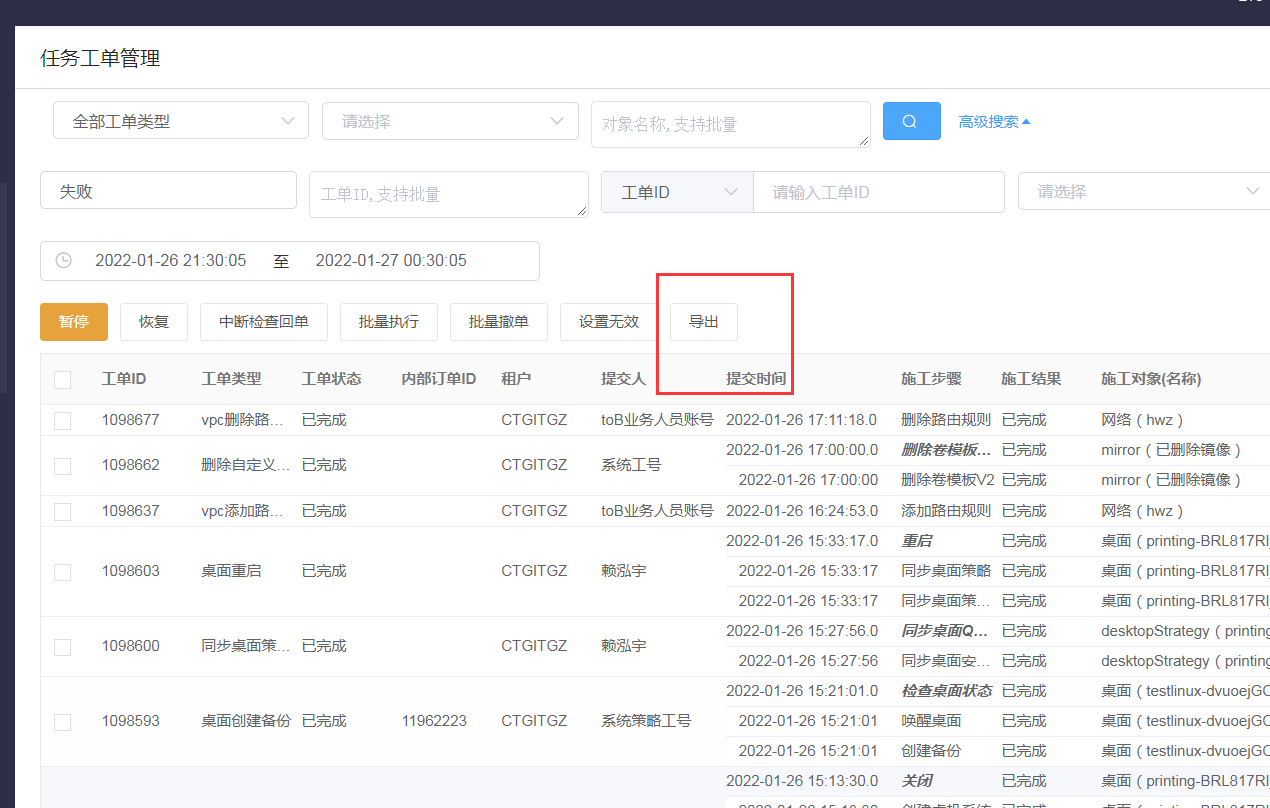 任务工单管理
全部工单类型 请选择 对象名称,支持批量 高级搜索
失败 工单ID,支持批量 工单ID 请输入工单ID 请选择
2022-01-26 21:30:05 至 2022-01-27 00:30:05
暂停 恢复 中断检查回单 批量执行 批量撤单 设置无效 导出
工单ID 工单类型 工单状态 内部订单ID 租户 提交人 提交时间 施工步骤 施工结果 施工对象(名称)
1098677 vpc删除路... 已完成 CTGITGZ toB业务人员账号 2022-01-26 17:11:18.0 删除路由规则 已完成 网络 ( hwz )
1098662 删除自定义... 已完成 CTGITGZ 系统工号 2022-01-26 17:00:00.0 删除卷模板... 已完成 mirror ( 已删除镜像 )
2022-01-26 17:00:00 删除卷模板V2 已完成 mirror ( 已删除镜像 )
1098637 vpc添加路... 已完成 CTGITGZ toB业务人员账号 2022-01-26 16:24:53.0 添加路由规则 已完成 网络 ( hwz )
1098603 桌面重启 已完成 CTGITGZ 赖泓宇 2022-01-26 15:33:17.0 重启 已完成 桌面 ( printing-BRL817RI
2022-01-26 15:33:17 同步桌面策略 已完成 桌面 ( printing-BRL817RI
2022-01-26 15:33:17 同步桌面策... 已完成 桌面 ( printing-BRL817RI
1098600 同步桌面策... 已完成 CTGITGZ 赖泓宇 2022-01-26 15:27:56.0 同步桌面Q... 已完成 desktopStrategy ( printing
2022-01-26 15:27:56 同步桌面安... 已完成 desktopStrategy ( printing
1098593 桌面创建备份 已完成 11962223 CTGITGZ 系统策略工号 2022-01-26 15:21:01.0 检查桌面状态 已完成 桌面 ( testlinux-dvuoejGC
2022-01-26 15:21:01 唤醒桌面 已完成 桌面 ( testlinux-dvuoejGC
2022-01-26 15:21:01 创建备份 已完成 桌面 ( testlinux-dvuoejGC
2022-01-26 15:13:30.0 关闭 已完成 桌面 ( printing-BRL817RI